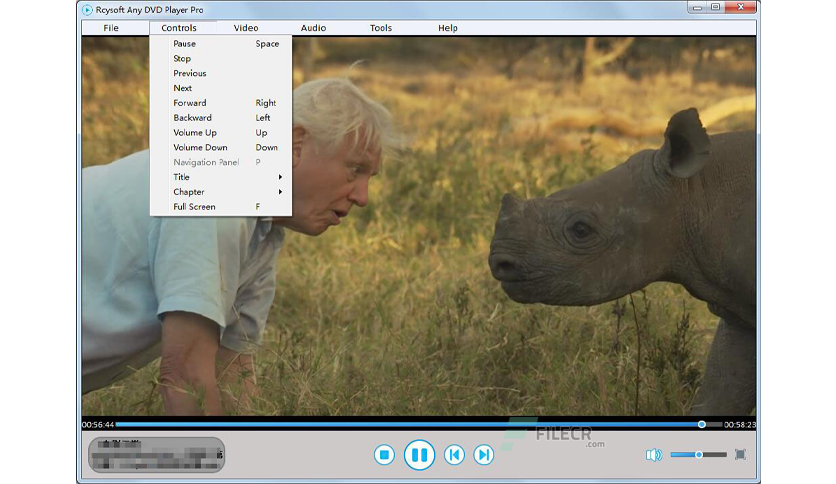 Rcysoft Any DVD Player Pro
File Controls Video Audio Tools Help
Pause Space
Stop
Previous
Next
Forward Right
Backward Left
Volume Up Up
Volume Down Down
Navigation Panel P
Title
Chapter
Full Screen F
00:56:44 00:58:23
FILECR
.com